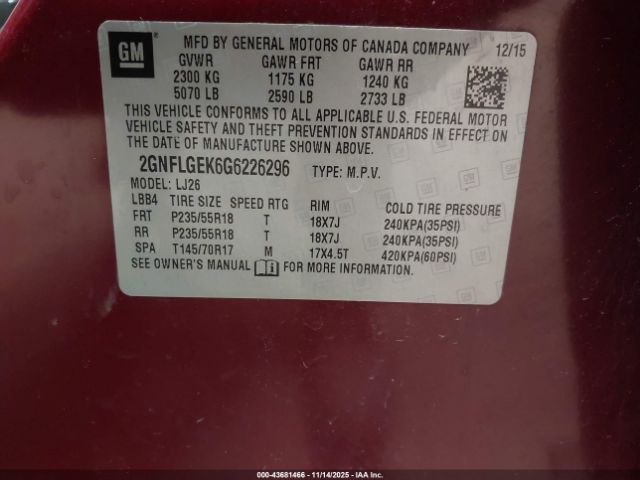 GM ® MFD BY GENERAL MOTORS OF CANADA COMPANY 12/15
GVWR GAWR FRT GAWR RR
2300 KG 1175 KG 1240 KG
5070 LB 2590 LB 2733 LB
THIS VEHICLE CONFORMS TO ALL APPLICABLE U.S. FEDERAL MOTOR
VEHICLE SAFETY AND THEFT PREVENTION STANDARDS IN EFFECT ON
THE DATE OF MANUFACTURE SHOWN ABOVE.
2GNFLGEK6G6226296 TYPE: M.P.V.
MODEL: LJ26
LBB4 TIRE SIZE SPEED RTG RIM COLD TIRE PRESSURE
FRT P235/55R18 T 18X7J 240KPA(35PSI)
RR P235/55R18 T 18X7J 240KPA(35PSI)
SPA T145/70R17 M 17X4.5T 420KPA(60PSI)
SEE OWNER'S MANUAL FOR MORE INFORMATION.
000-43681466 - 11/14/2025 - IAA Inc.